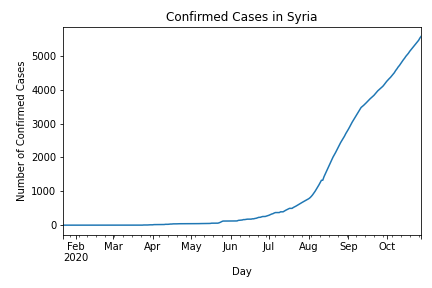 Confirmed Cases in Syria
Number of Confirmed Cases
5000
4000
3000
2000
1000
0
Feb Mar Apr May Jun Jul Aug Sep Oct
2020
Day